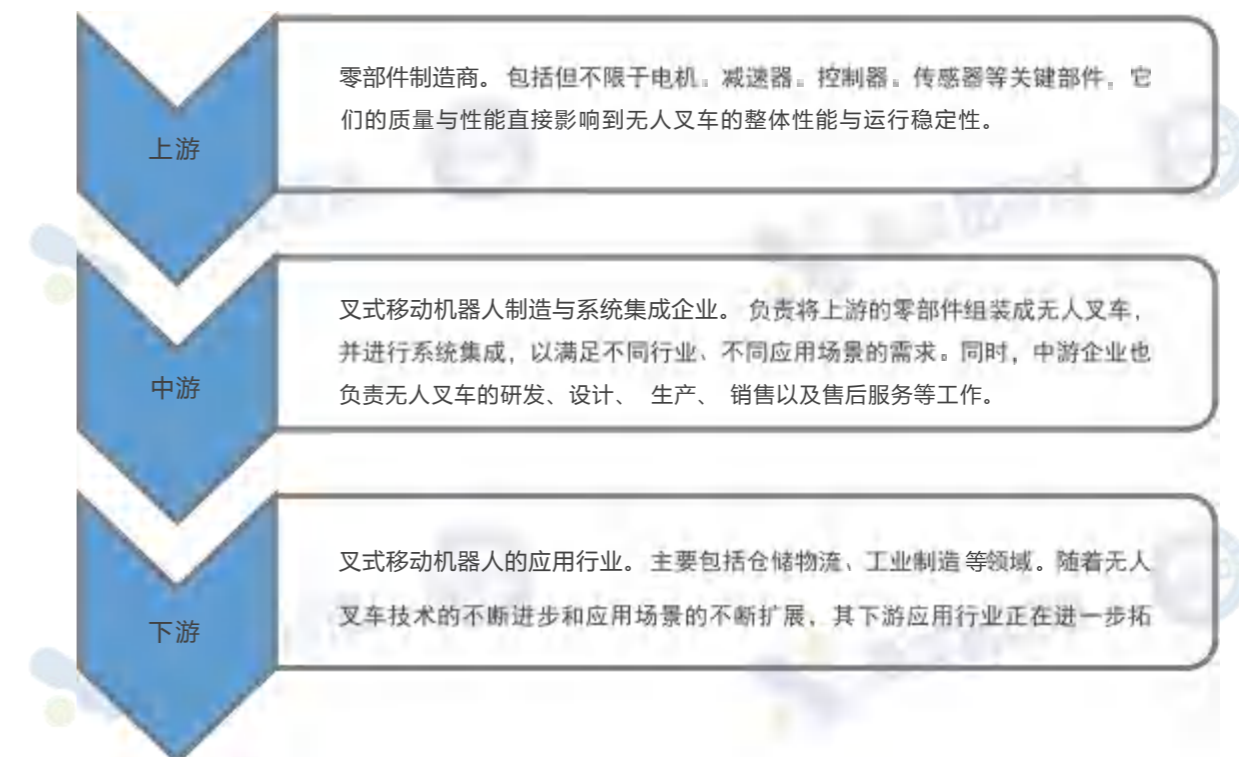 上游
零部件制造商。包括但不限于电机。减速器。控制器。传感器等关键部件，它
们的质量与性能直接影响到无人叉车的整体性能与运行稳定性。
中游
叉式移动机器人制造与系统集成企业。 负责将上游的零部件组装成无人叉车，
并进行系统集成，以满足不同行业、不同应用场景的需求。同时，中游企业也
负责无人叉车的研发、设计、 生产、 销售以及售后服务等工作。
下游
叉式移动机器人的应用行业。主要包括仓储物流、工业制造 等领域。随着无人
叉车技术的不断进步和应用场景的不断扩展，其下游应用行业正在进一步拓